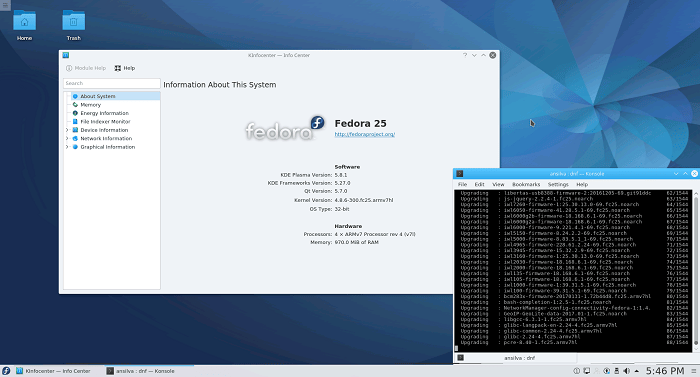 Home
Trash
KInfocenter — Info Center
Module Help
Help
Search
Information About This System
About System
Memory
Energy Information
File Indexer Monitor
Device Information
Network Information
Graphical Information
fedora
Fedora 25
http://fedoraproject.org/
Software
KDE Plasma Version: 5.8.1
KDE Frameworks Version: 5.27.0
Qt Version: 5.7.0
Kernel Version: 4.8.6-300.fc25.armv7hl
OS Type: 32-bit
Hardware
Processors: 4 × ARMv7 Processor rev 4 (v7l)
Memory: 970.0 MiB of RAM
ansilva : dnf — Konsole
File Edit View Bookmarks Settings Help
Upgrading : libertas-usb8388-firmware-2:20161205-69.git91ddc 62/1544
Upgrading : js-jquery-2.2.4-1.fc25.noarch 63/1544
Upgrading : iwl7260-firmware-1:25.30.13.0-69.fc25.noarch 64/1544
Upgrading : iwl6050-firmware-41.28.5.1-69.fc25.noarch 65/1544
Upgrading : iwl6000g2b-firmware-18.168.6.1-69.fc25.noarch 66/1544
Upgrading : iwl6000g2a-firmware-18.168.6.1-69.fc25.noarch 67/1544
Upgrading : iwl6000-firmware-9.221.4.1-69.fc25.noarch 68/1544
Upgrading : iwl5150-firmware-8.24.2.2-69.fc25.noarch 69/1544
Upgrading : iwl5000-firmware-8.83.5.1_1-69.fc25.noarch 70/1544
Upgrading : iwl4965-firmware-228.61.2.24-69.fc25.noarch 71/1544
Upgrading : iwl3945-firmware-15.32.2.9-69.fc25.noarch 72/1544
Upgrading : iwl3160-firmware-1:25.30.13.0-69.fc25.noarch 73/1544
Upgrading : iwl2030-firmware-18.168.6.1-69.fc25.noarch 74/1544
Upgrading : iwl2000-firmware-18.168.6.1-69.fc25.noarch 75/1544
Upgrading : iwl135-firmware-18.168.6.1-69.fc25.noarch 76/1544
Upgrading : iwl105-firmware-18.168.6.1-69.fc25.noarch 77/1544
Upgrading : iwl1000-firmware-1:39.31.5.1-69.fc25.noarch 78/1544
Upgrading : iwl100-firmware-39.31.5.1-69.fc25.noarch 79/1544
Upgrading : bcm283x-firmware-20170131-1.72b44d8.fc25.armv7hl 80/1544
Upgrading : bash-completion-1:2.5-1.fc25.noarch 81/1544
Upgrading : NetworkManager-config-connectivity-fedora-1:1.4. 82/1544
Upgrading : GeoIP-GeoLite-data-2017.01-1.fc25.noarch 83/1544
Upgrading : libgcc-6.3.1-1.fc25.armv7hl 84/1544
Upgrading : glibc-langpack-en-2.24-4.fc25.armv7hl 85/1544
Upgrading : glibc-common-2.24-4.fc25.armv7hl 86/1544
Upgrading : glibc-2.24-4.fc25.armv7hl 87/1544
Upgrading : pcre-8.40-1.fc25.armv7hl 88/1544
ansilva : dnf
KInfocenter — Info Center
ansilva : dnf — Konsole
5:46 PM